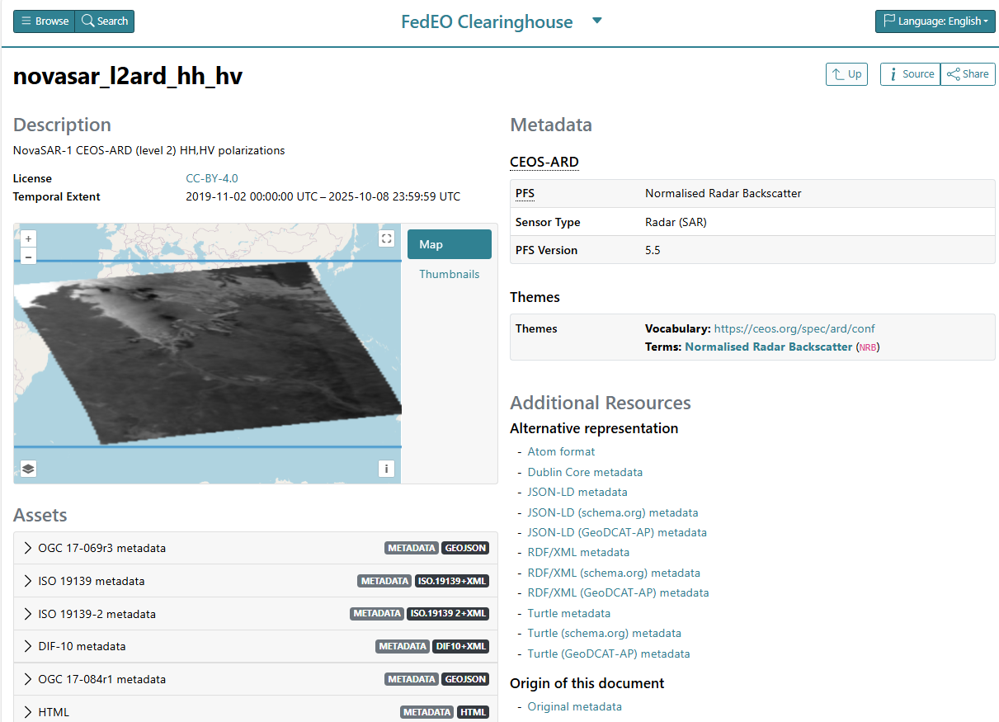 Browse
Search
FedEO Clearinghouse
Language: English
novasar_l2ard_hh_hv
Up
Source
Share
Description
NovaSAR-1 CEOS-ARD (level 2) HH,HV polarizations
License CC-BY-4.0
Temporal Extent 2019-11-02 00:00:00 UTC – 2025-10-08 23:59:59 UTC
+
−
i
Map
Thumbnails
Assets
OGC 17-069r3 metadata METADATA GEOJSON
ISO 19139 metadata METADATA ISO.19139+XML
ISO 19139-2 metadata METADATA ISO.19139 2+XML
DIF-10 metadata METADATA DIF10+XML
OGC 17-084r1 metadata METADATA GEOJSON
HTML METADATA HTML
Metadata
CEOS-ARD
PFS Normalised Radar Backscatter
Sensor Type Radar (SAR)
PFS Version 5.5
Themes
Themes Vocabulary: https://ceos.org/spec/ard/conf
Terms: Normalised Radar Backscatter (NRB)
Additional Resources
Alternative representation
- Atom format
- Dublin Core metadata
- JSON-LD metadata
- JSON-LD (schema.org) metadata
- JSON-LD (GeoDCAT-AP) metadata
- RDF/XML metadata
- RDF/XML (schema.org) metadata
- RDF/XML (GeoDCAT-AP) metadata
- Turtle metadata
- Turtle (schema.org) metadata
- Turtle (GeoDCAT-AP) metadata
Origin of this document
- Original metadata